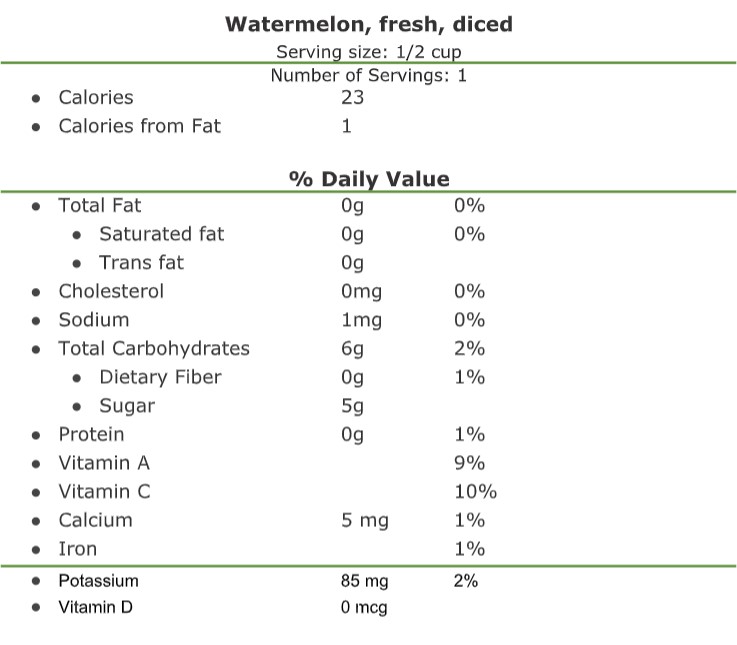 Watermelon, fresh, diced
Serving size: 1/2 cup
Number of Servings: 1
● Calories 23
● Calories from Fat 1
% Daily Value
● Total Fat 0g 0%
● Saturated fat 0g 0%
● Trans fat 0g
● Cholesterol 0mg 0%
● Sodium 1mg 0%
● Total Carbohydrates 6g 2%
● Dietary Fiber 0g 1%
● Sugar 5g
● Protein 0g 1%
● Vitamin A 9%
● Vitamin C 10%
● Calcium 5 mg 1%
● Iron 1%
● Potassium 85 mg 2%
● Vitamin D 0 mcg